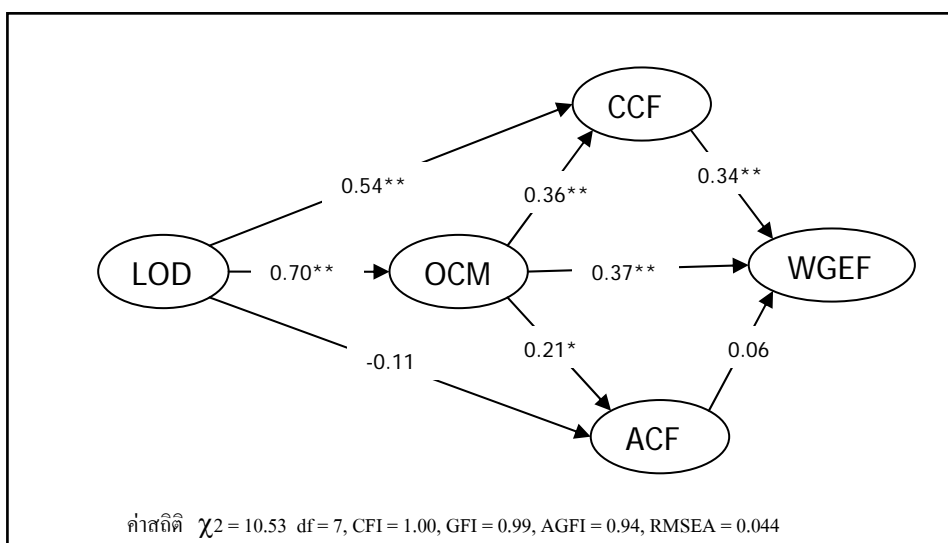 CCF
0.54**
0.36**
0.34**
LOD
0.70**
OCM
0.37**
WGEF
-0.11
0.21*
0.06
ACF
ค่าสถิติ χ2 = 10.53 df = 7, CFI = 1.00, GFI = 0.99, AGFI = 0.94, RMSEA = 0.044